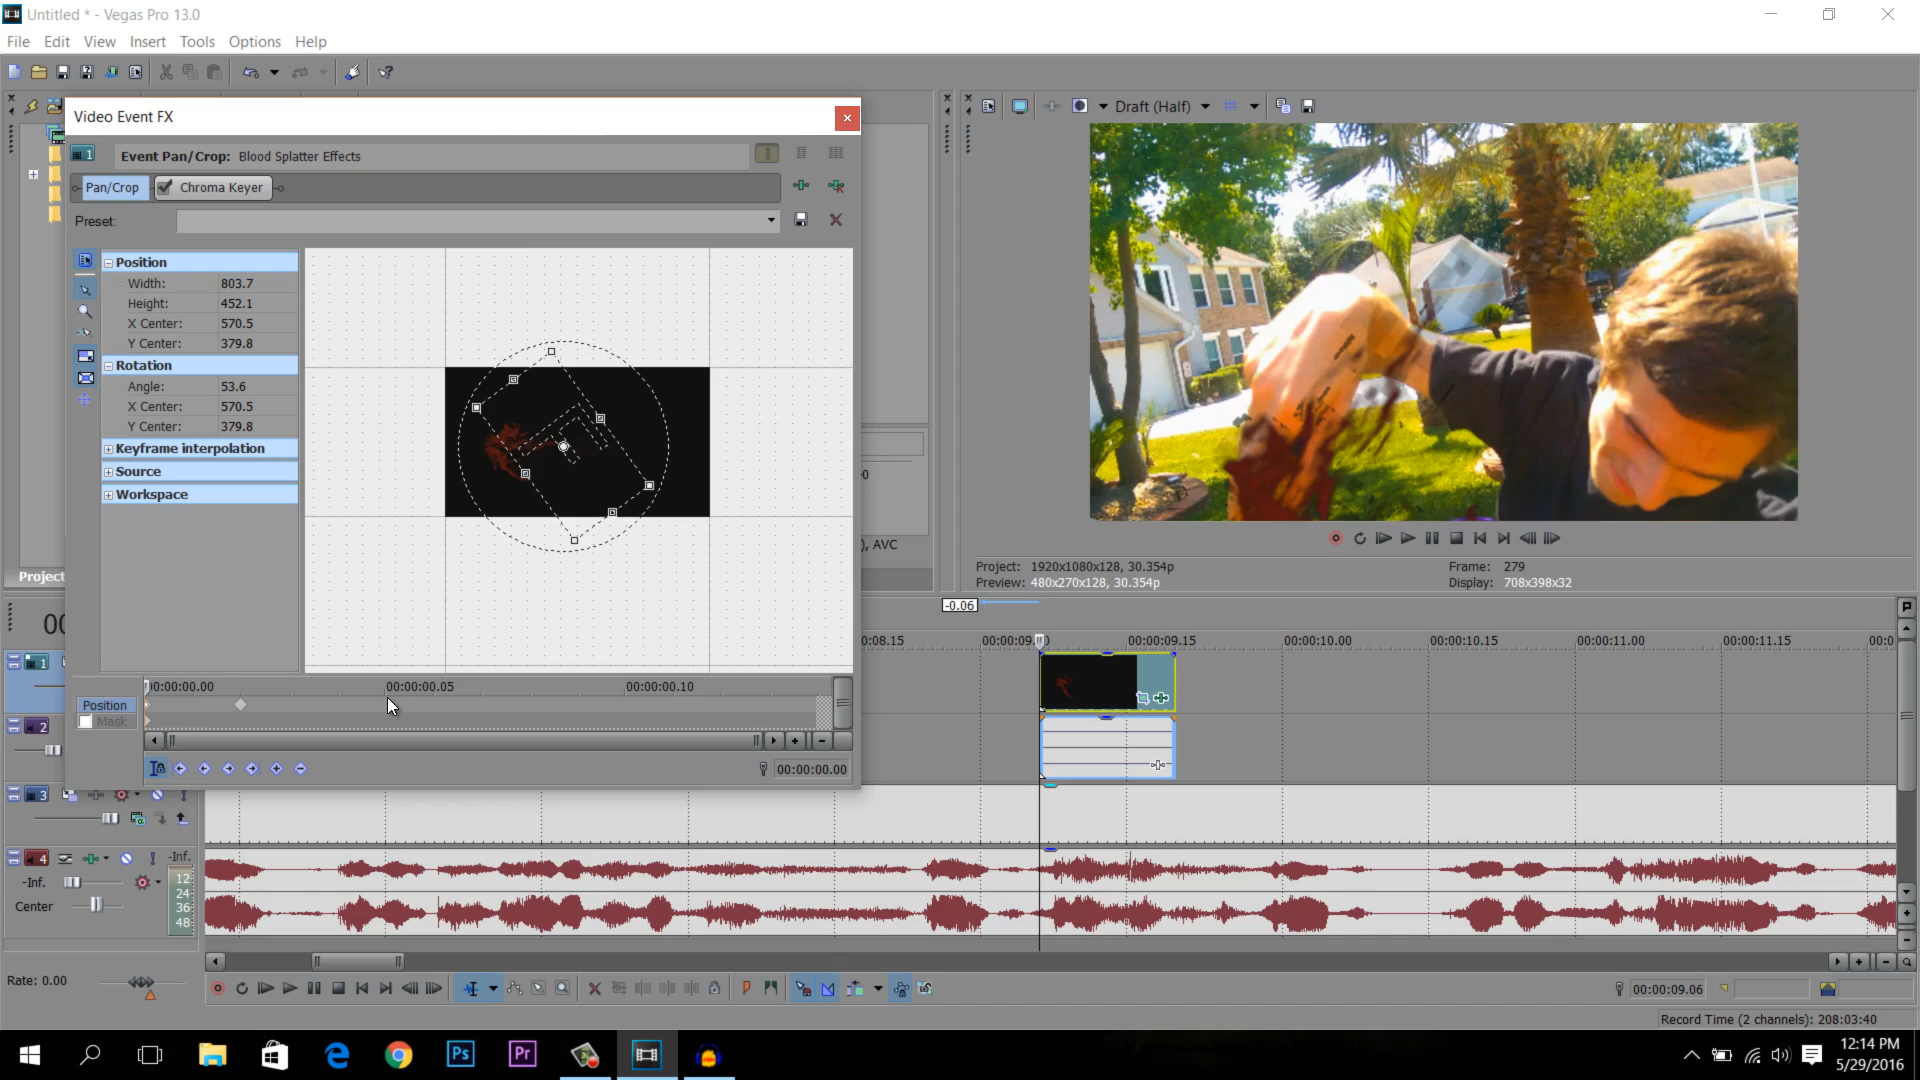 Untitled * - Vegas Pro 13.0
File Edit View Insert Tools Options Help
Video Event FX
1 Event Pan/Crop: Blood Splatter Effects
Draft (Half)
Pan/Crop Chroma Keyer
Preset:
Position
Width: 803.7
Height: 452.1
X Center: 570.5
Y Center: 379.8
Rotation
Angle: 53.6
X Center: 570.5
Y Center: 379.8
Keyframe interpolation
Source
Workspace
), AVC
Project
Project: 1920x1080x128, 30.354p
Frame: 279
Preview: 480x270x128, 30.354p
Display: 708x398x32
-0.06
1
2
3
4
00:00:00.05 00:00:00.10
Position
Mask
00:00:00.00
:08.15 00:00:10.00 00:00:09.15 00:00:10.15 00:00:11.00 00:00:11.15
-Inf.
-Inf.
12
24
36
48
Center
Rate: 0.00
00:00:09.06
Record Time (2 channels): 208:03:40
Ps Pr
12:14 PM
5/29/2016